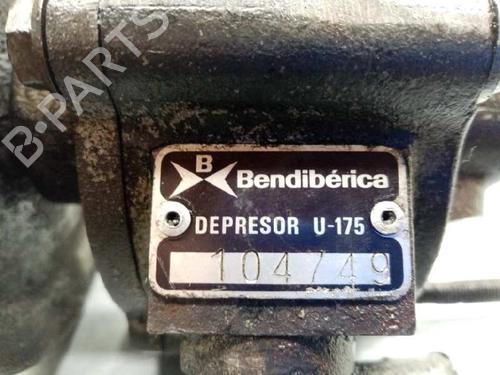 B-PARTS
B
Bendibérica
DEPRESOR U-175
104749